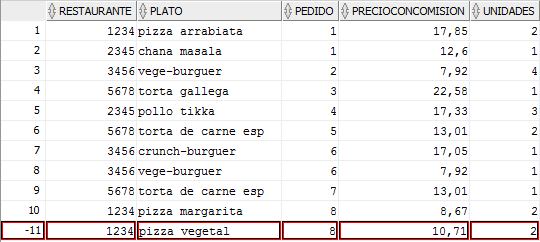 RESTAURANTE PLATO PEDIDO PRECIOCONCOMISION UNIDADES
1 1234 pizza arrabiata 1 17,85 2
2 2345 chana masala 1 12,6 1
3 3456 vege-burguer 2 7,92 4
4 5678 torta gallega 3 22,58 1
5 2345 pollo tikka 4 17,33 3
6 5678 torta de carne esp 5 13,01 2
7 3456 crunch-burguer 6 17,05 1
8 3456 vege-burguer 6 7,92 1
9 5678 torta de carne esp 7 13,01 1
10 1234 pizza margarita 8 8,67 2
-11 1234 pizza vegetal 8 10,71 2